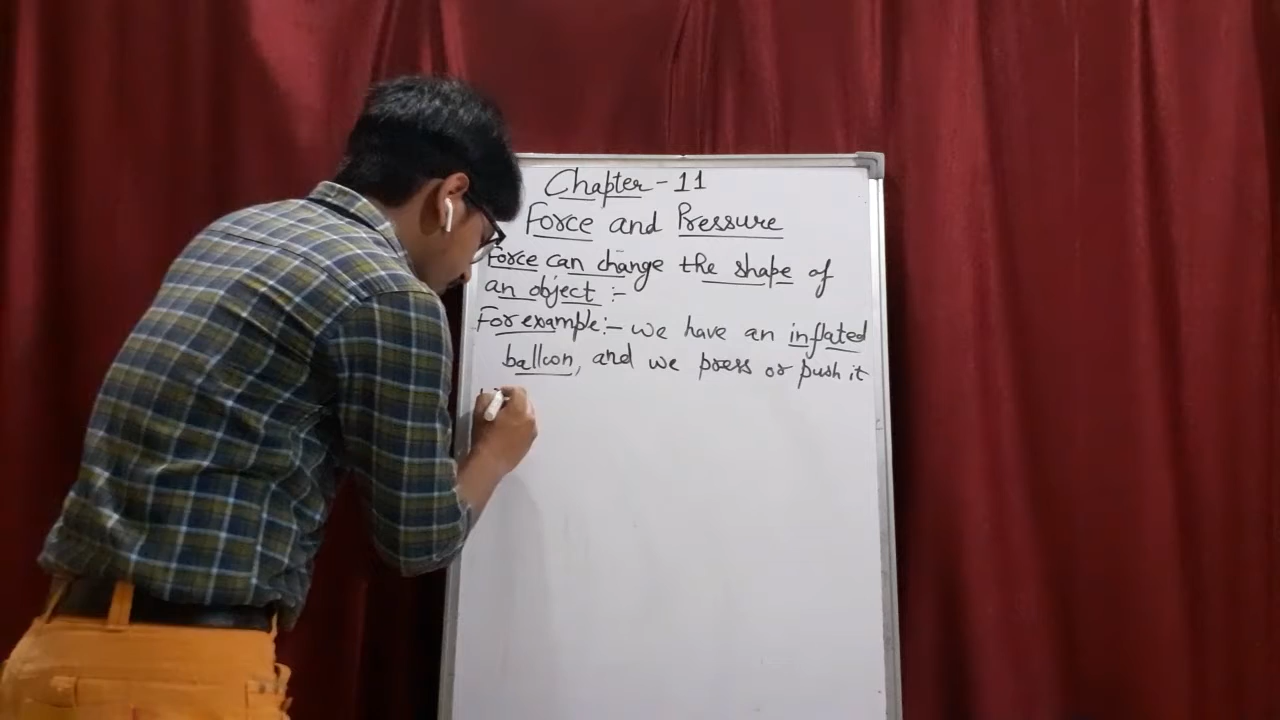 Chapter - 11
Force and Pressure
Force can change the shape of
an object :-
For example:- we have an inflated
balloon, and we press or push it